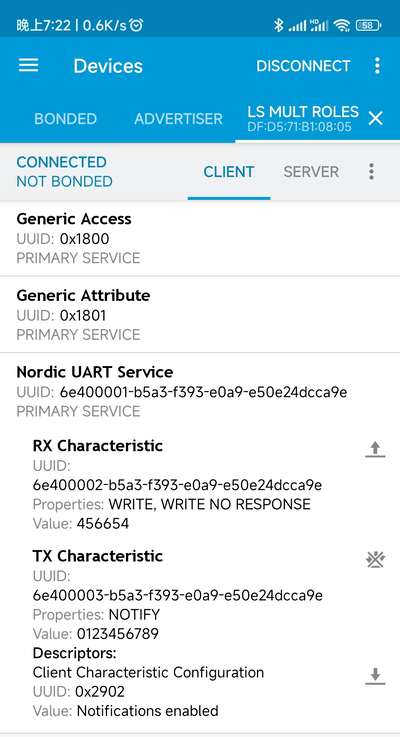 晚上7:22 | 0.6K/s
HD
58
Devices
DISCONNECT
BONDED
ADVERTISER
LS MULT ROLES
DF:D5:71:B1:08:05
CONNECTED
NOT BONDED
CLIENT
SERVER
Generic Access
UUID: 0x1800
PRIMARY SERVICE
Generic Attribute
UUID: 0x1801
PRIMARY SERVICE
Nordic UART Service
UUID: 6e400001-b5a3-f393-e0a9-e50e24dcca9e
PRIMARY SERVICE
RX Characteristic
UUID:
6e400002-b5a3-f393-e0a9-e50e24dcca9e
Properties: WRITE, WRITE NO RESPONSE
Value: 456654
TX Characteristic
UUID:
6e400003-b5a3-f393-e0a9-e50e24dcca9e
Properties: NOTIFY
Value: 0123456789
Descriptors:
Client Characteristic Configuration
UUID: 0x2902
Value: Notifications enabled